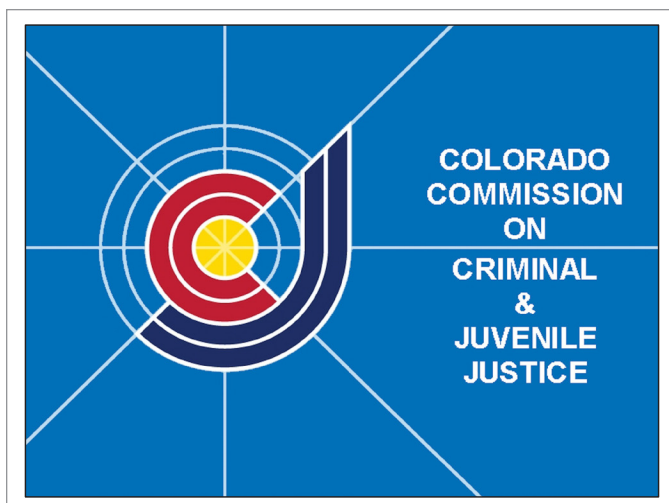 COLORADO
COMMISSION
ON
CRIMINAL
&
JUVENILE
JUSTICE